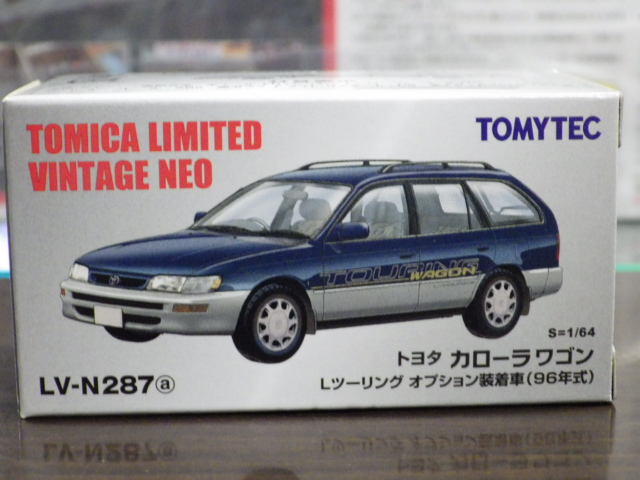 TOMICA LIMITED
VINTAGE NEO
TOMYTEC
TOURING
WAGON
S=1/64
トヨタ カローラワゴン
Lツーリング オプション装着車(96年式)
LV-N287ⓐ